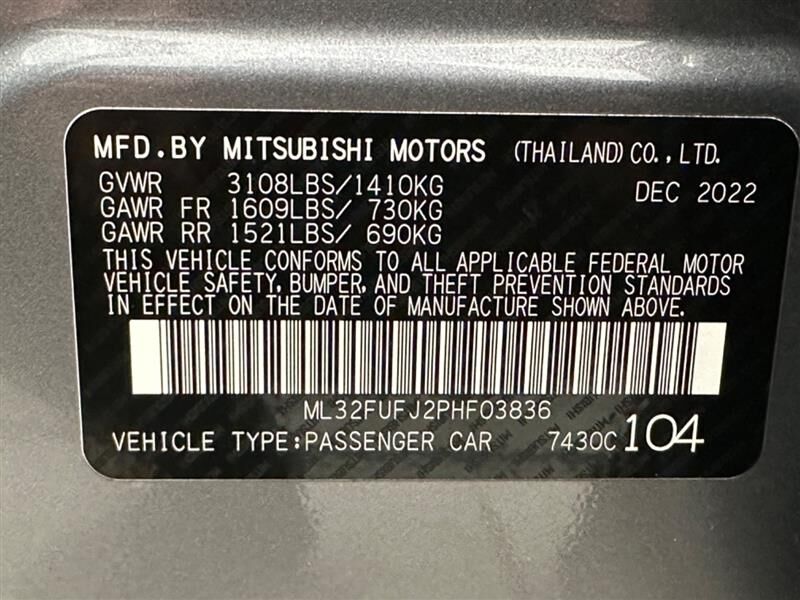 MFD.BY MITSUBISHI MOTORS (THAILAND) CO., LTD.
GVWR 3108LBS/1410KG DEC 2022
GAWR FR 1609LBS/ 730KG
GAWR RR 1521LBS/ 690KG
THIS VEHICLE CONFORMS TO ALL APPLICABLE FEDERAL MOTOR
VEHICLE SAFETY, BUMPER, AND THEFT PREVENTION STANDARDS
IN EFFECT ON THE DATE OF MANUFACTURE SHOWN ABOVE.
ML32FUFJ2PHF03836
VEHICLE TYPE:PASSENGER CAR 7430C 104